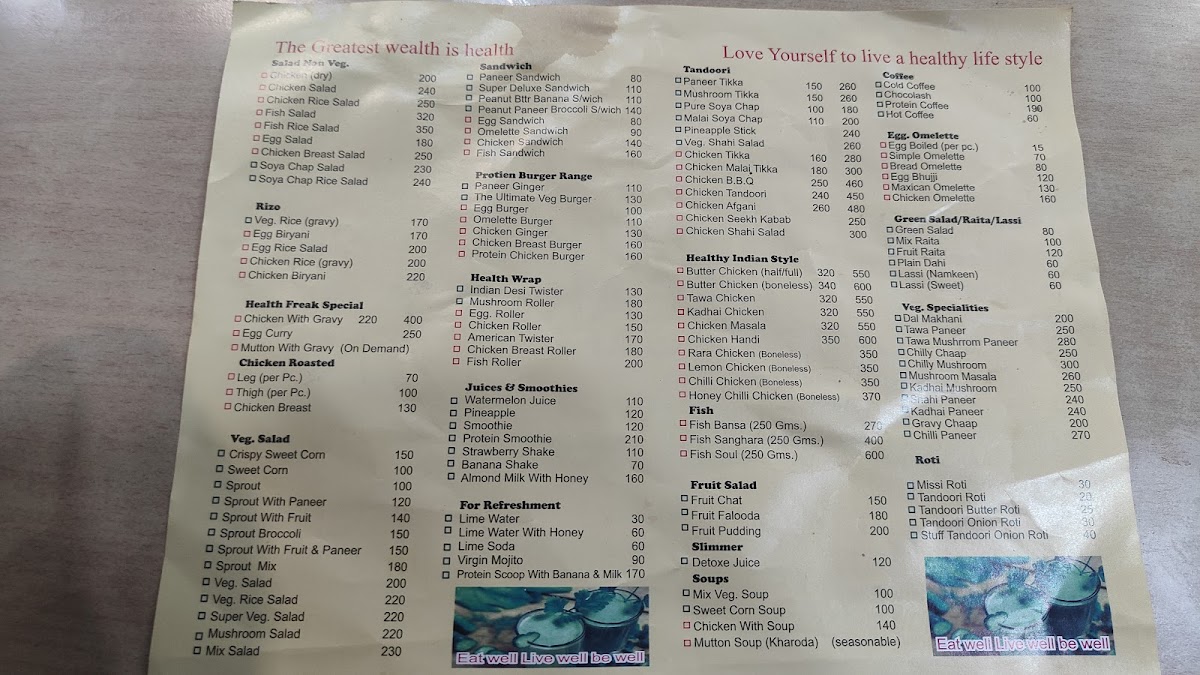 The Greatest wealth is health
Salad Non Veg.
Chicken (dry) 200
Chicken Salad 240
Chicken Rice Salad 250
Fish Salad 320
Fish Rice Salad 350
Egg Salad 180
Chicken Breast Salad 250
Soya Chap Salad 230
Soya Chap Rice Salad 240
Rizo
Veg. Rice (gravy) 170
Egg Biryani 170
Egg Rice Salad 200
Chicken Rice (gravy) 200
Chicken Biryani 220
Health Freak Special
Chicken With Gravy 220 400
Egg Curry 250
Mutton With Gravy (On Demand)
Chicken Roasted
Leg (per Pc.) 70
Thigh (per Pc.) 100
Chicken Breast 130
Veg. Salad
Crispy Sweet Corn 150
Sweet Corn 100
Sprout 100
Sprout With Paneer 120
Sprout With Fruit 140
Sprout Broccoli 150
Sprout With Fruit & Paneer 150
Sprout Mix 180
Veg. Salad 200
Veg. Rice Salad 220
Super Veg. Salad 220
Mushroom Salad 220
Mix Salad 230
Sandwich
Paneer Sandwich 80
Super Deluxe Sandwich 110
Peanut Bttr Banana S/wich 110
Peanut Paneer Broccoli S/wich 140
Egg Sandwich 80
Omelette Sandwich 90
Chicken Sandwich 140
Fish Sandwich 160
Protien Burger Range
Paneer Ginger 110
The Ultimate Veg Burger 130
Egg Burger 100
Omelette Burger 110
Chicken Ginger 130
Chicken Breast Burger 160
Protein Chicken Burger 160
Health Wrap
Indian Desi Twister 130
Mushroom Roller 180
Egg. Roller 130
Chicken Roller 150
American Twister 170
Chicken Breast Roller 180
Fish Roller 200
Juices & Smoothies
Watermelon Juice 110
Pineapple 120
Smoothie 120
Protein Smoothie 210
Strawberry Shake 110
Banana Shake 70
Almond Milk With Honey 160
For Refreshment
Lime Water 30
Lime Water With Honey 60
Lime Soda 60
Virgin Mojito 90
Protein Scoop With Banana & Milk 170
Eat well Live well be well
Love Yourself to live a healthy life style
Tandoori
Paneer Tikka 150 260
Mushroom Tikka 150 260
Pure Soya Chap 100 180
Malai Soya Chap 110 200
Pineapple Stick 240
Veg. Shahi Salad 260
Chicken Tikka 160 280
Chicken Malai Tikka 180 300
Chicken B.B.Q 250 460
Chicken Tandoori 240 450
Chicken Afgani 260 480
Chicken Seekh Kabab 250
Chicken Shahi Salad 300
Healthy Indian Style
Butter Chicken (half/full) 320 550
Butter Chicken (boneless) 340 600
Tawa Chicken 320 550
Kadhai Chicken 320 550
Chicken Masala 320 550
Chicken Handi 350 600
Rara Chicken (Boneless) 350
Lemon Chicken (Boneless) 350
Chilli Chicken (Boneless) 350
Honey Chilli Chicken (Boneless) 370
Fish
Fish Bansa (250 Gms.) 270
Fish Sanghara (250 Gms.) 400
Fish Soul (250 Gms.) 600
Fruit Salad
Fruit Chat 150
Fruit Falooda 180
Fruit Pudding 200
Slimmer
Detoxe Juice 120
Soups
Mix Veg. Soup 100
Sweet Corn Soup 100
Chicken With Soup 140
Mutton Soup (Kharoda) (seasonable)
Coffee
Cold Coffee 100
Chocolash 100
Protein Coffee 190
Hot Coffee 60
Egg. Omelette
Egg Boiled (per pc.) 15
Simple Omelette 70
Bread Omelette 80
Egg Bhujji 120
Maxican Omelette 130
Chicken Omelette 160
Green Salad/Raita/Lassi
Green Salad 80
Mix Raita 100
Fruit Raita 120
Plain Dahi 60
Lassi (Namkeen) 60
Lassi (Sweet) 60
Veg. Specialities
Dal Makhani 200
Tawa Paneer 250
Tawa Mushrrom Paneer 280
Chilly Chaap 250
Chilly Mushroom 300
Mushroom Masala 260
Kadhai Mushroom 250
Shahi Paneer 240
Kadhai Paneer 240
Gravy Chaap 200
Chilli Paneer 270
Roti
Missi Roti 30
Tandoori Roti 20
Tandoori Butter Roti 25
Tandoori Onion Roti 30
Stuff Tandoori Onion Roti 40
Eat well Live well be well